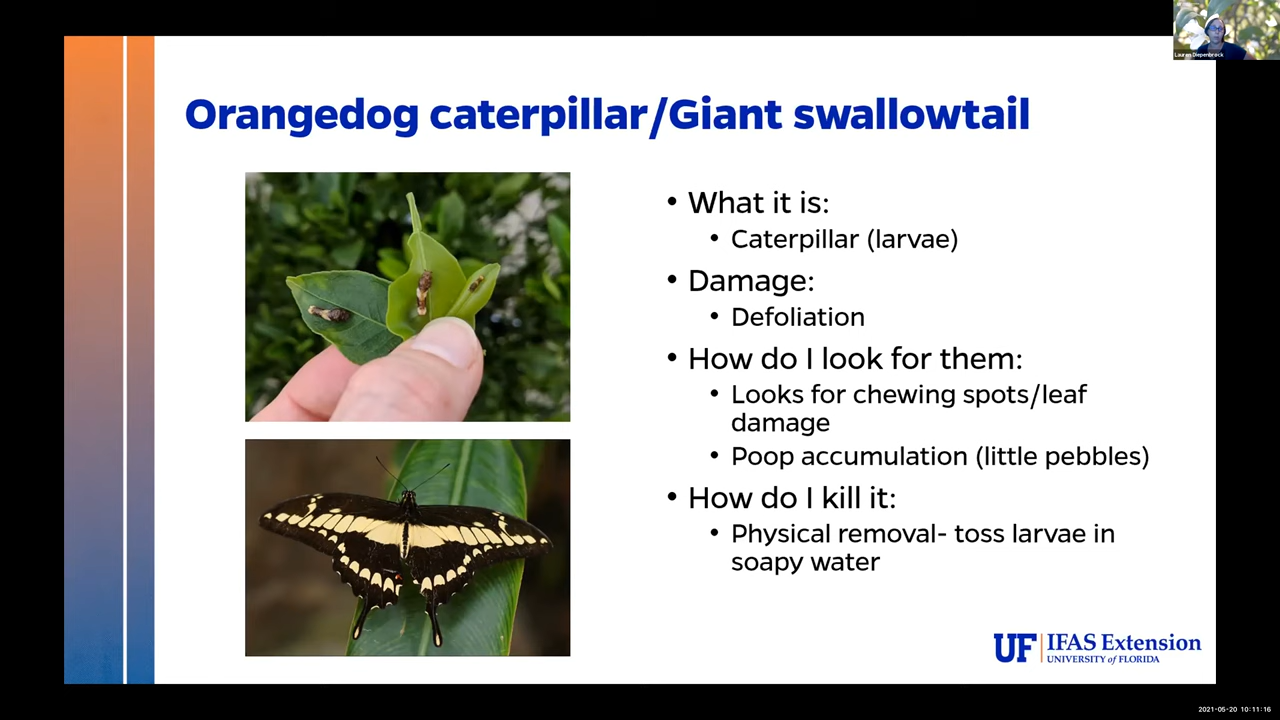 Lauren Diepenbrock
Orangedog caterpillar/Giant swallowtail
• What it is:
• Caterpillar (larvae)
• Damage:
• Defoliation
• How do I look for them:
• Looks for chewing spots/leaf
damage
• Poop accumulation (little pebbles)
• How do I kill it:
• Physical removal- toss larvae in
soapy water
UF IFAS Extension
UNIVERSITY of FLORIDA
2021-05-20 10:11:16